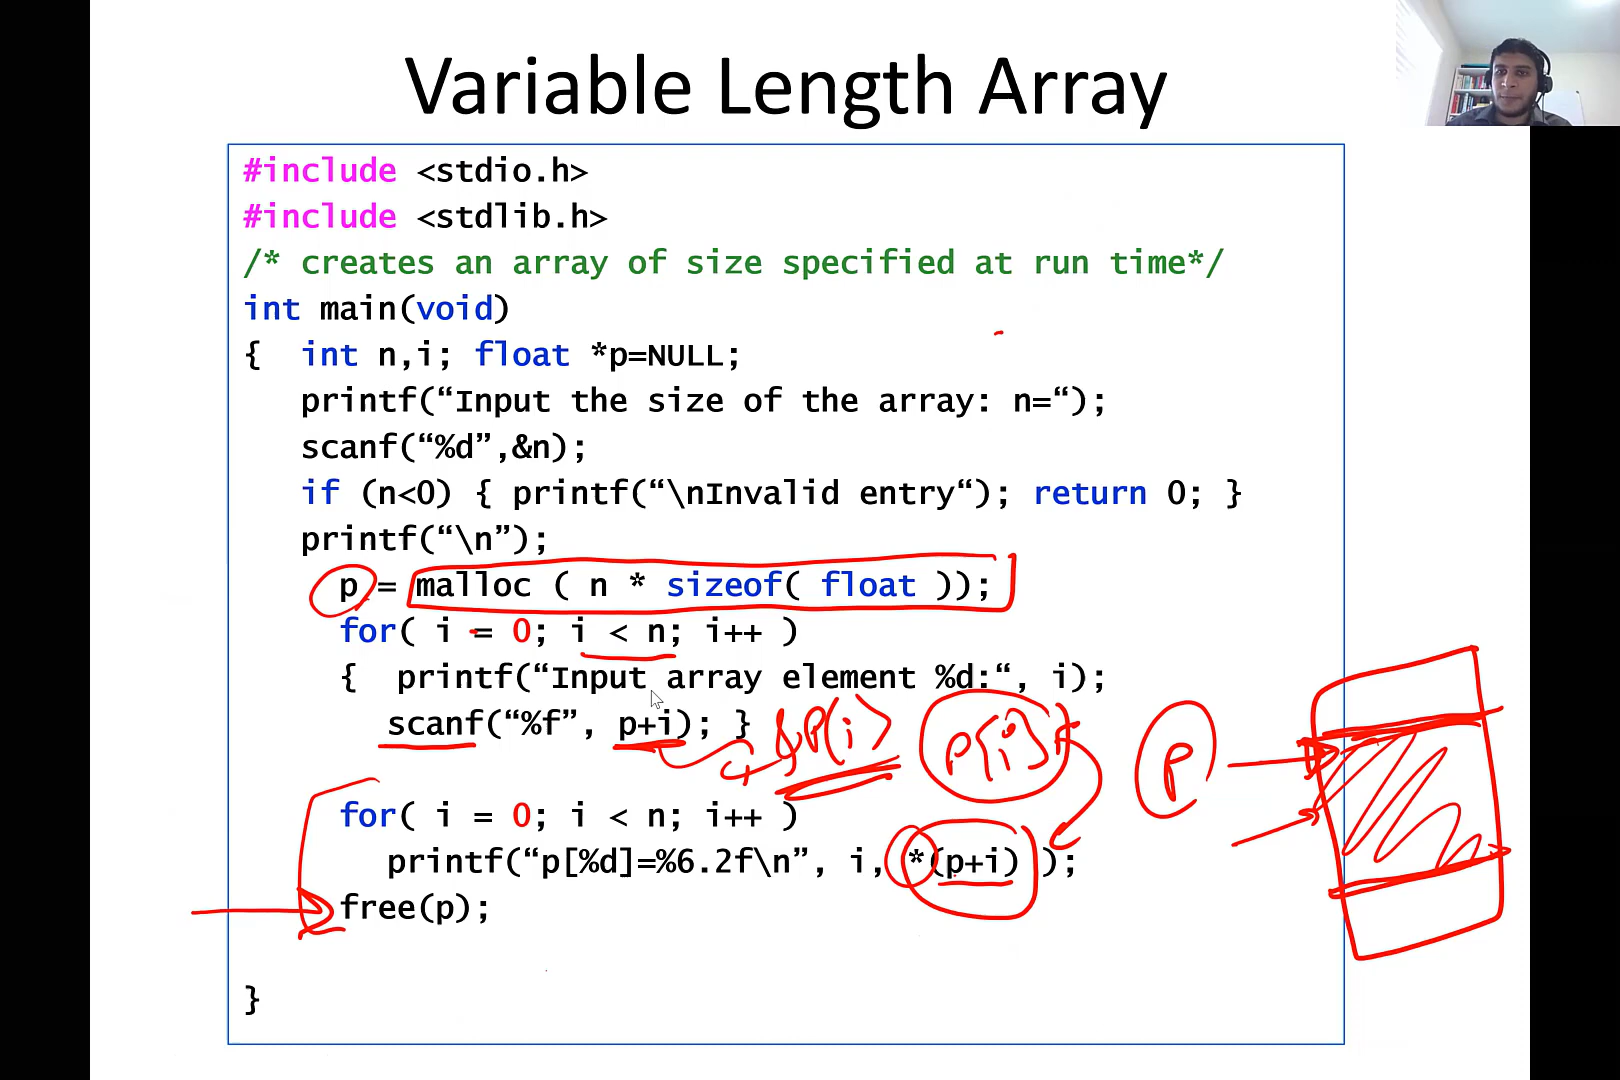 Variable Length Array
#include <stdio.h>
#include <stdlib.h>
/* creates an array of size specified at run time*/
int main(void)
{ int n,i; float *p=NULL;
printf(“Input the size of the array: n=“);
scanf(“%d”,&n);
if (n<0) { printf(“\nInvalid entry“); return 0; }
printf(“\n”);
p = malloc ( n * sizeof( float ));
for( i = 0; i < n; i++ )
{ printf(“Input array element %d:“, i);
scanf(“%f”, p+i); } &P[i] P[i] P
for( i = 0; i < n; i++ )
printf(“p[%d]=%6.2f\n”, i, *(p+i) );
free(p);
}